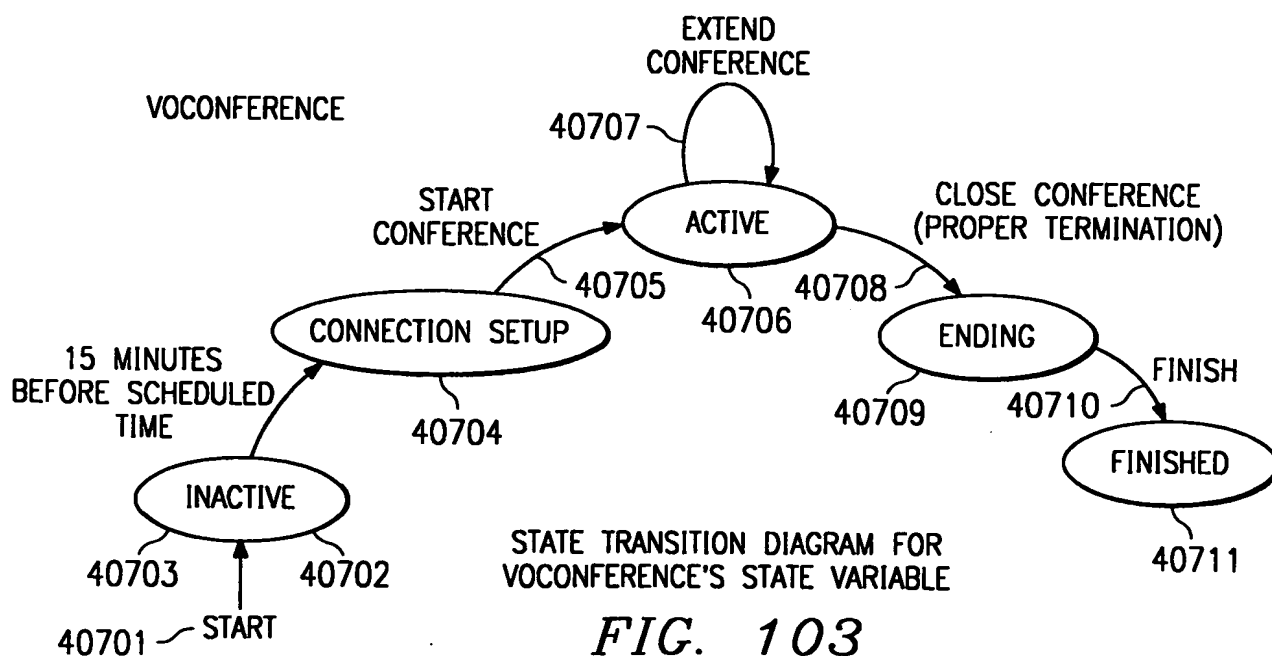 EXTEND
CONFERENCE
VOCONFERENCE
40707
START
CONFERENCE
ACTIVE
CLOSE CONFERENCE
(PROPER TERMINATION)
40705
40706
40708
CONNECTION SETUP
ENDING
15 MINUTES
BEFORE SCHEDULED
TIME
40704
40709
40710
FINISH
INACTIVE
FINISHED
40703
40702
STATE TRANSITION DIAGRAM FOR
VOCONFERENCE'S STATE VARIABLE
40711
40701
START
FIG. 103